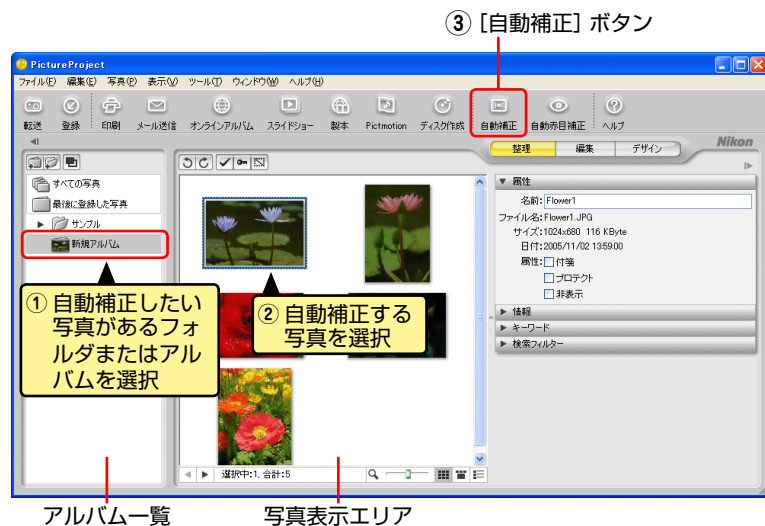 ③ [自動補正] ボタン
PictureProject
ファイル(F) 編集(E) 写真(P) 表示(V) ツール(T) ウィンドウ(W) ヘルプ(H)
転送 登録 印刷 メール送信 オンラインアルバム スライドショー 製本 Pictmotion ディスク作成 自動補正 自動赤目補正 ヘルプ
整理 編集 デザイン Nikon
すべての写真
最後に登録した写真
サンプル
新規アルバム
▼ 属性
名前: Flower1
ファイル名: Flower1.JPG
サイズ: 1024x680 116 KByte
日付: 2005/11/02 13:59:00
属性: 付箋
プロテクト
非表示
▶ 情報
▶ キーワード
▶ 検索フィルター
① 自動補正したい
写真があるフォ
ルダまたはアル
バムを選択
② 自動補正する
写真を選択
選択中:1, 合計:5
アルバム一覧
写真表示エリア